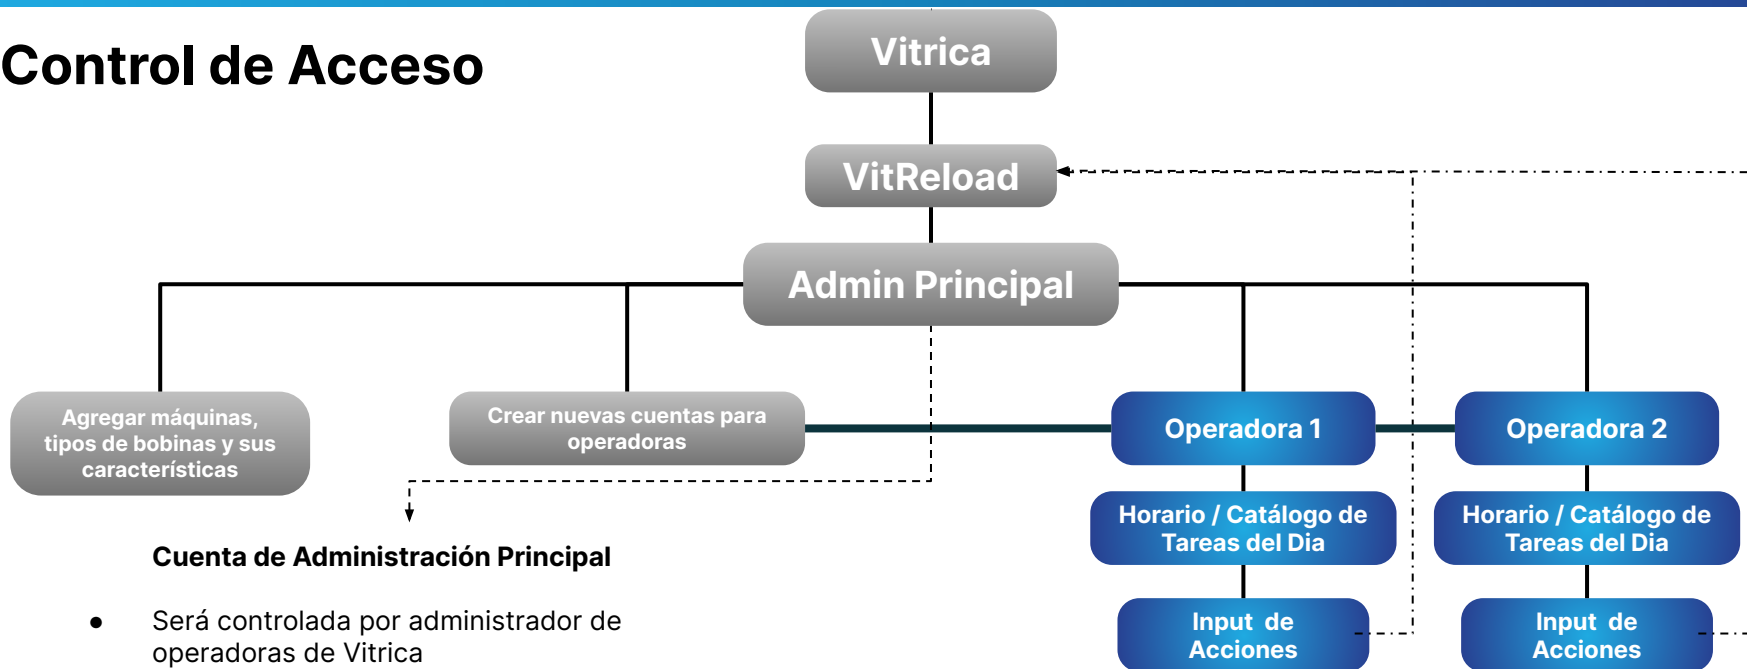 Control de Acceso
Vitrica
VitReload
Admin Principal
Agregar máquinas,
tipos de bobinas y sus
características
Crear nuevas cuentas para
operadoras
Operadora 1
Operadora 2
Horario / Catálogo de
Tareas del Dia
Horario / Catálogo de
Tareas del Dia
Input de
Acciones
Input de
Acciones
Cuenta de Administración Principal
● Será controlada por administrador de
operadoras de Vitrica